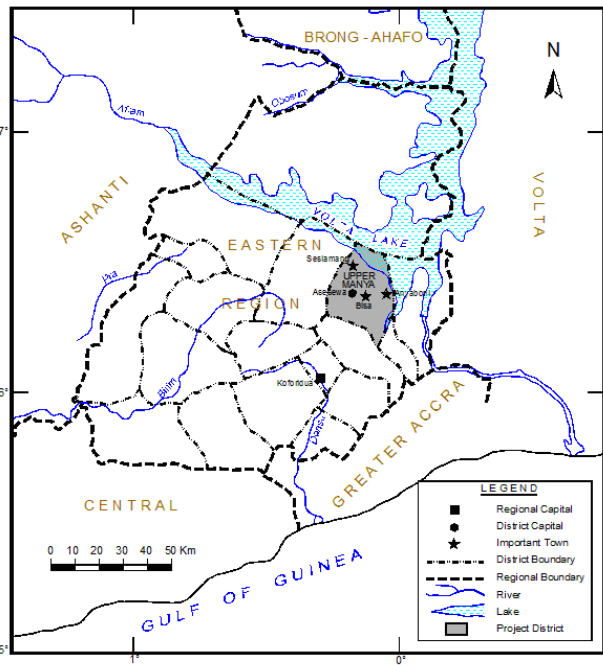 BRONG - AHAFO
N
Afram
Obosum
7°
ASHANTI
VOLTA
VOLTA LAKE
EASTERN
Sesiamang
UPPER
MANYA
Pra
Asesewa
Anyaboni
Bisa
REGION
6°
Koforidua
Birim
Densu
GREATER ACCRA
CENTRAL
0 10 20 30 40 50 Km
GULF OF GUINEA
LEGEND
Regional Capital
District Capital
Important Town
District Boundary
Regional Boundary
River
Lake
Project District
5°
1°
0°